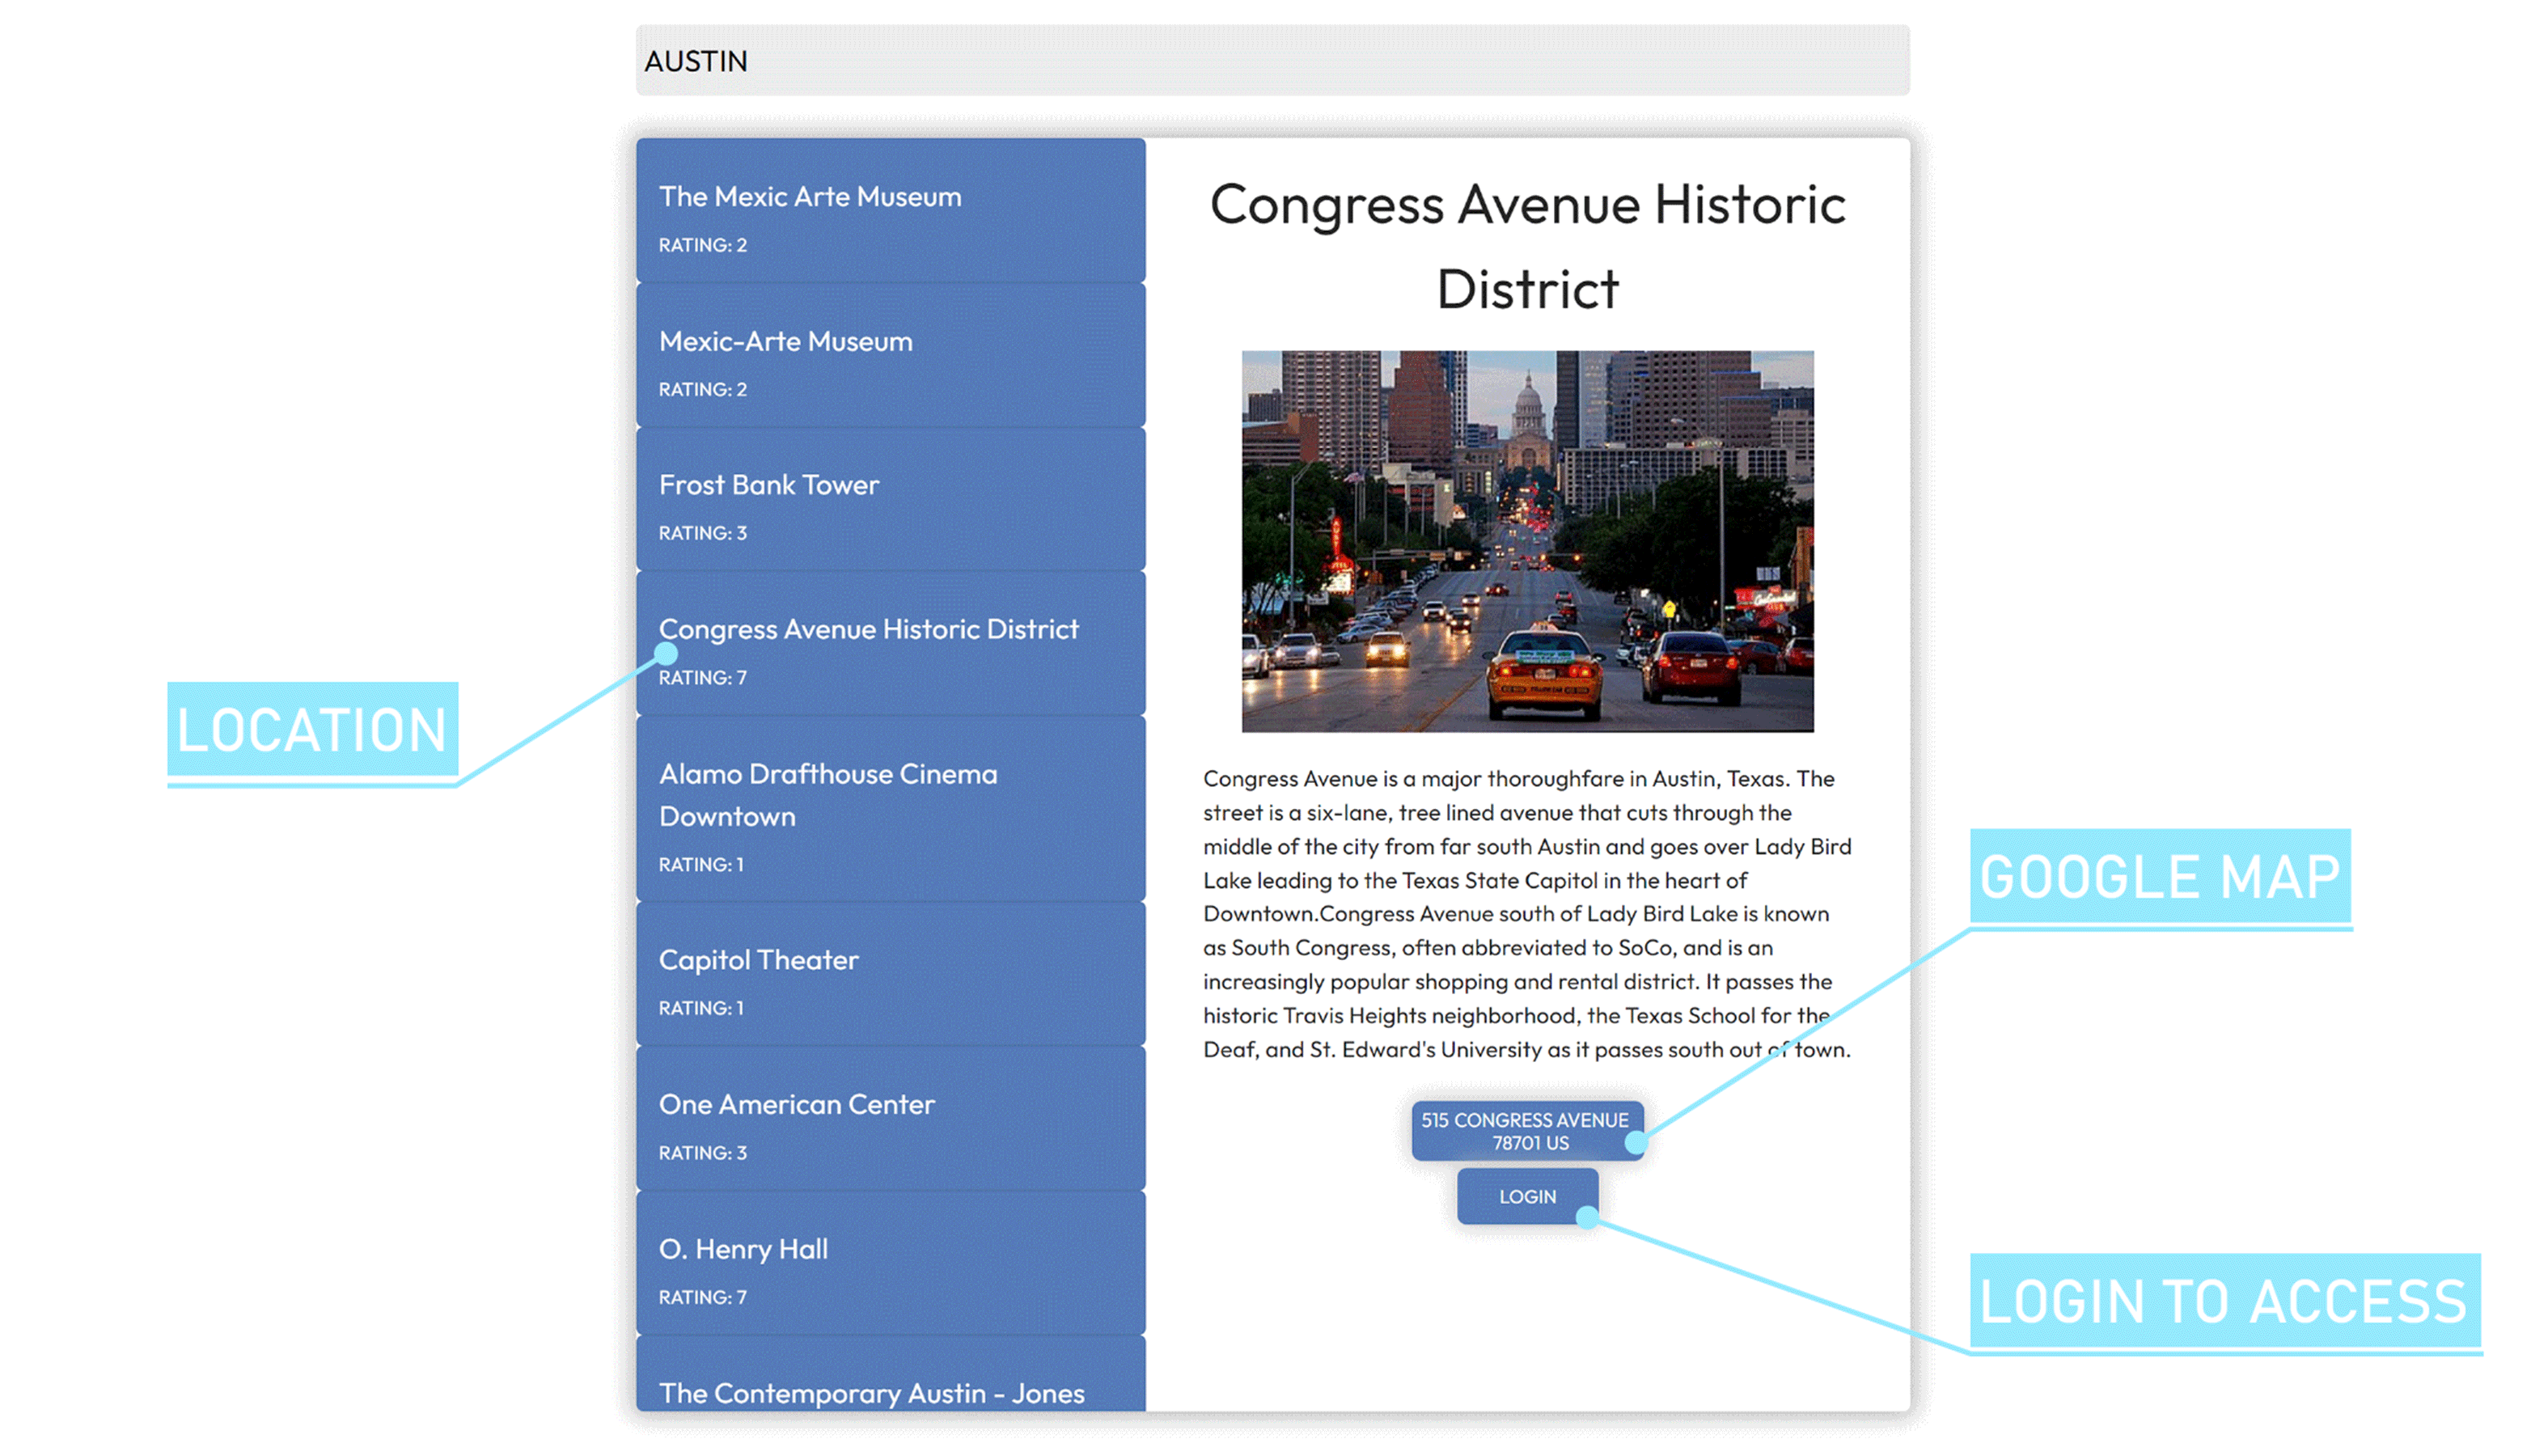 AUSTIN
The Mexic Arte Museum
RATING: 2
Mexic-Arte Museum
RATING: 2
Frost Bank Tower
RATING: 3
Congress Avenue Historic District
RATING: 7
Alamo Drafthouse Cinema
Downtown
RATING: 1
Capitol Theater
RATING: 1
One American Center
RATING: 3
O. Henry Hall
RATING: 7
The Contemporary Austin - Jones
Congress Avenue Historic
District
Congress Avenue is a major thoroughfare in Austin, Texas. The
street is a six-lane, tree lined avenue that cuts through the
middle of the city from far south Austin and goes over Lady Bird
Lake leading to the Texas State Capitol in the heart of
Downtown.Congress Avenue south of Lady Bird Lake is known
as South Congress, often abbreviated to SoCo, and is an
increasingly popular shopping and rental district. It passes the
historic Travis Heights neighborhood, the Texas School for the
Deaf, and St. Edward's University as it passes south out of town.
515 CONGRESS AVENUE
78701 US
LOGIN
LOCATION
GOOGLE MAP
LOGIN TO ACCESS